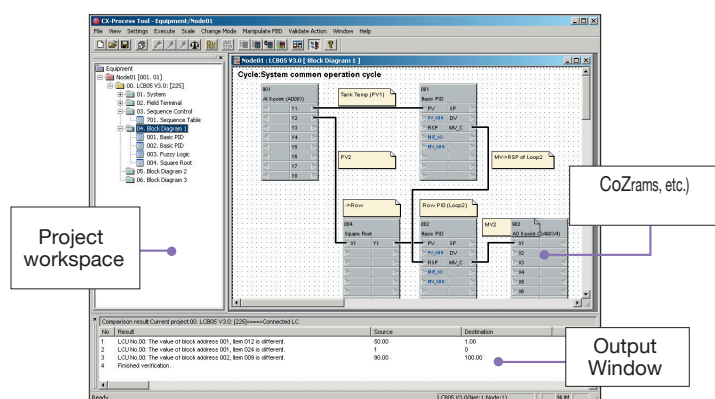 CX-Process Tool - Equipment/Node01
File View Settings Execute Scale Change Mode Manipulate FBD Validate Action Window Help
Equipment
Node01 [001. 01]
00. LCB05 V3.0: [225]
01. System
02. Field Terminal
03. Sequence Control
701. Sequence Table
04. Block Diagram 1
001. Basic PID
002. Basic PID
003. Fuzzy Logic
004. Square Root
05. Block Diagram 2
06. Block Diagram 3
Node01 : LCB05 V3.0 [ Block Diagram 1 ]
Cycle:System common operation cycle
901
AI 8-point (AD003)
Y1
Y2
Y3
Y4
Y5
Y6
Y7
Y8
Tank Temp (PV1)
PV2
001
Basic PID
PV SP
PV_MN DV
RSP MV_C
MV_MN
MV->RSP of Loop2
->Row
004
Square Root
X1 Y1
Row PID (Loop2)
002
Basic PID
PV SP
PV_MN DV
RSP MV_C
MV_MN
MV2
902
X1
X2
X3
X4
X5
X6
Project
workspace
CoZrams, etc.)
Comparison result:Current project:00. LCB05 V3.0: [225]<====>Connected LC
No Result Source Destination
1 LCU No.00: The value of block address 001, item 012 is different. 50.00 1.00
2 LCU No.00: The value of block address 001, item 024 is different. 1 0
3 LCU No.00: The value of block address 002, item 009 is different. 90.00 100.00
4 Finished verification.
Output
Window
Ready LCB05 V3.0(Net:1,Node:1) NUM